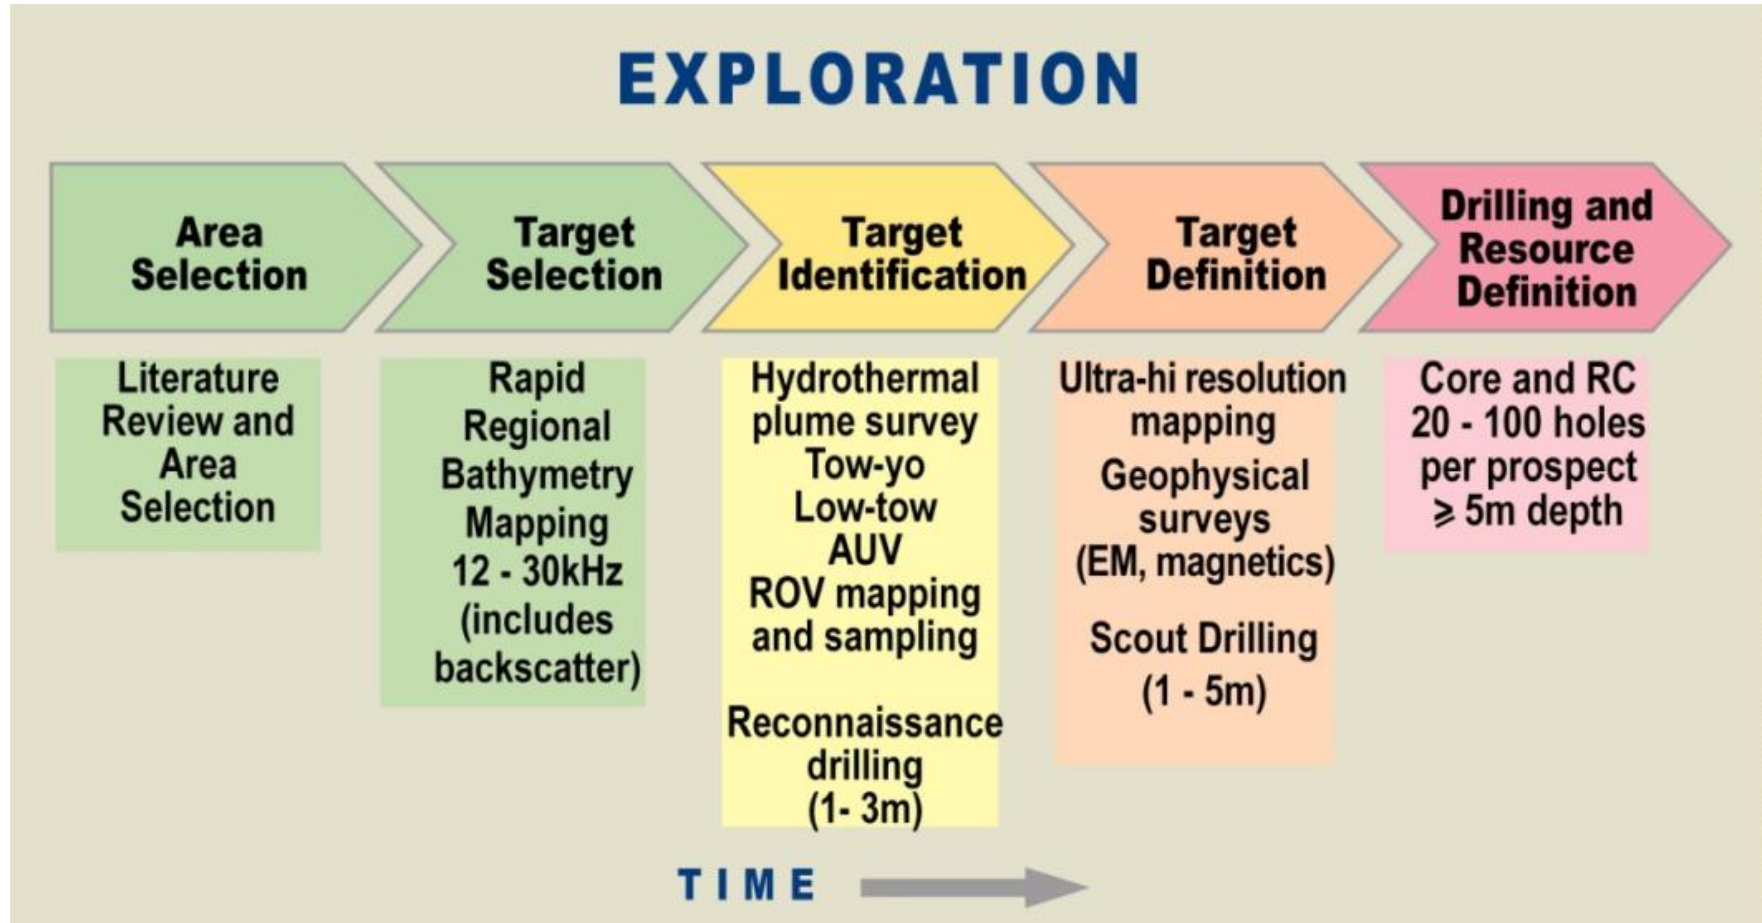 EXPLORATION
Area
Selection
Target
Selection
Target
Identification
Target
Definition
Drilling and
Resource
Definition
Literature
Review and
Area
Selection
Rapid
Regional
Bathymetry
Mapping
12 - 30kHz
(includes
backscatter)
Hydrothermal
plume survey
Tow-yo
Low-tow
AUV
ROV mapping
and sampling
Reconnaissance
drilling
(1- 3m)
Ultra-hi resolution
mapping
Geophysical
surveys
(EM, magnetics)
Scout Drilling
(1 - 5m)
Core and RC
20 - 100 holes
per prospect
⩾ 5m depth
TIME